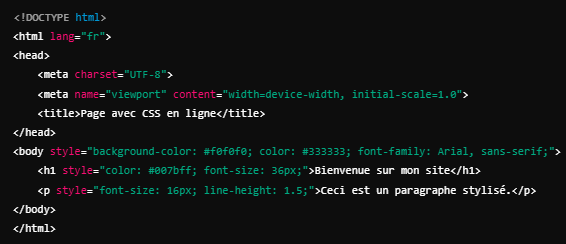 <!DOCTYPE html>
<html lang="fr">
<head>
    <meta charset="UTF-8">
    <meta name="viewport" content="width=device-width, initial-scale=1.0">
    <title>Page avec CSS en ligne</title>
</head>
<body style="background-color: #f0f0f0; color: #333333; font-family: Arial, sans-serif;">
    <h1 style="color: #007bff; font-size: 36px;">Bienvenue sur mon site</h1>
    <p style="font-size: 16px; line-height: 1.5;">Ceci est un paragraphe stylisé.</p>
</body>
</html>